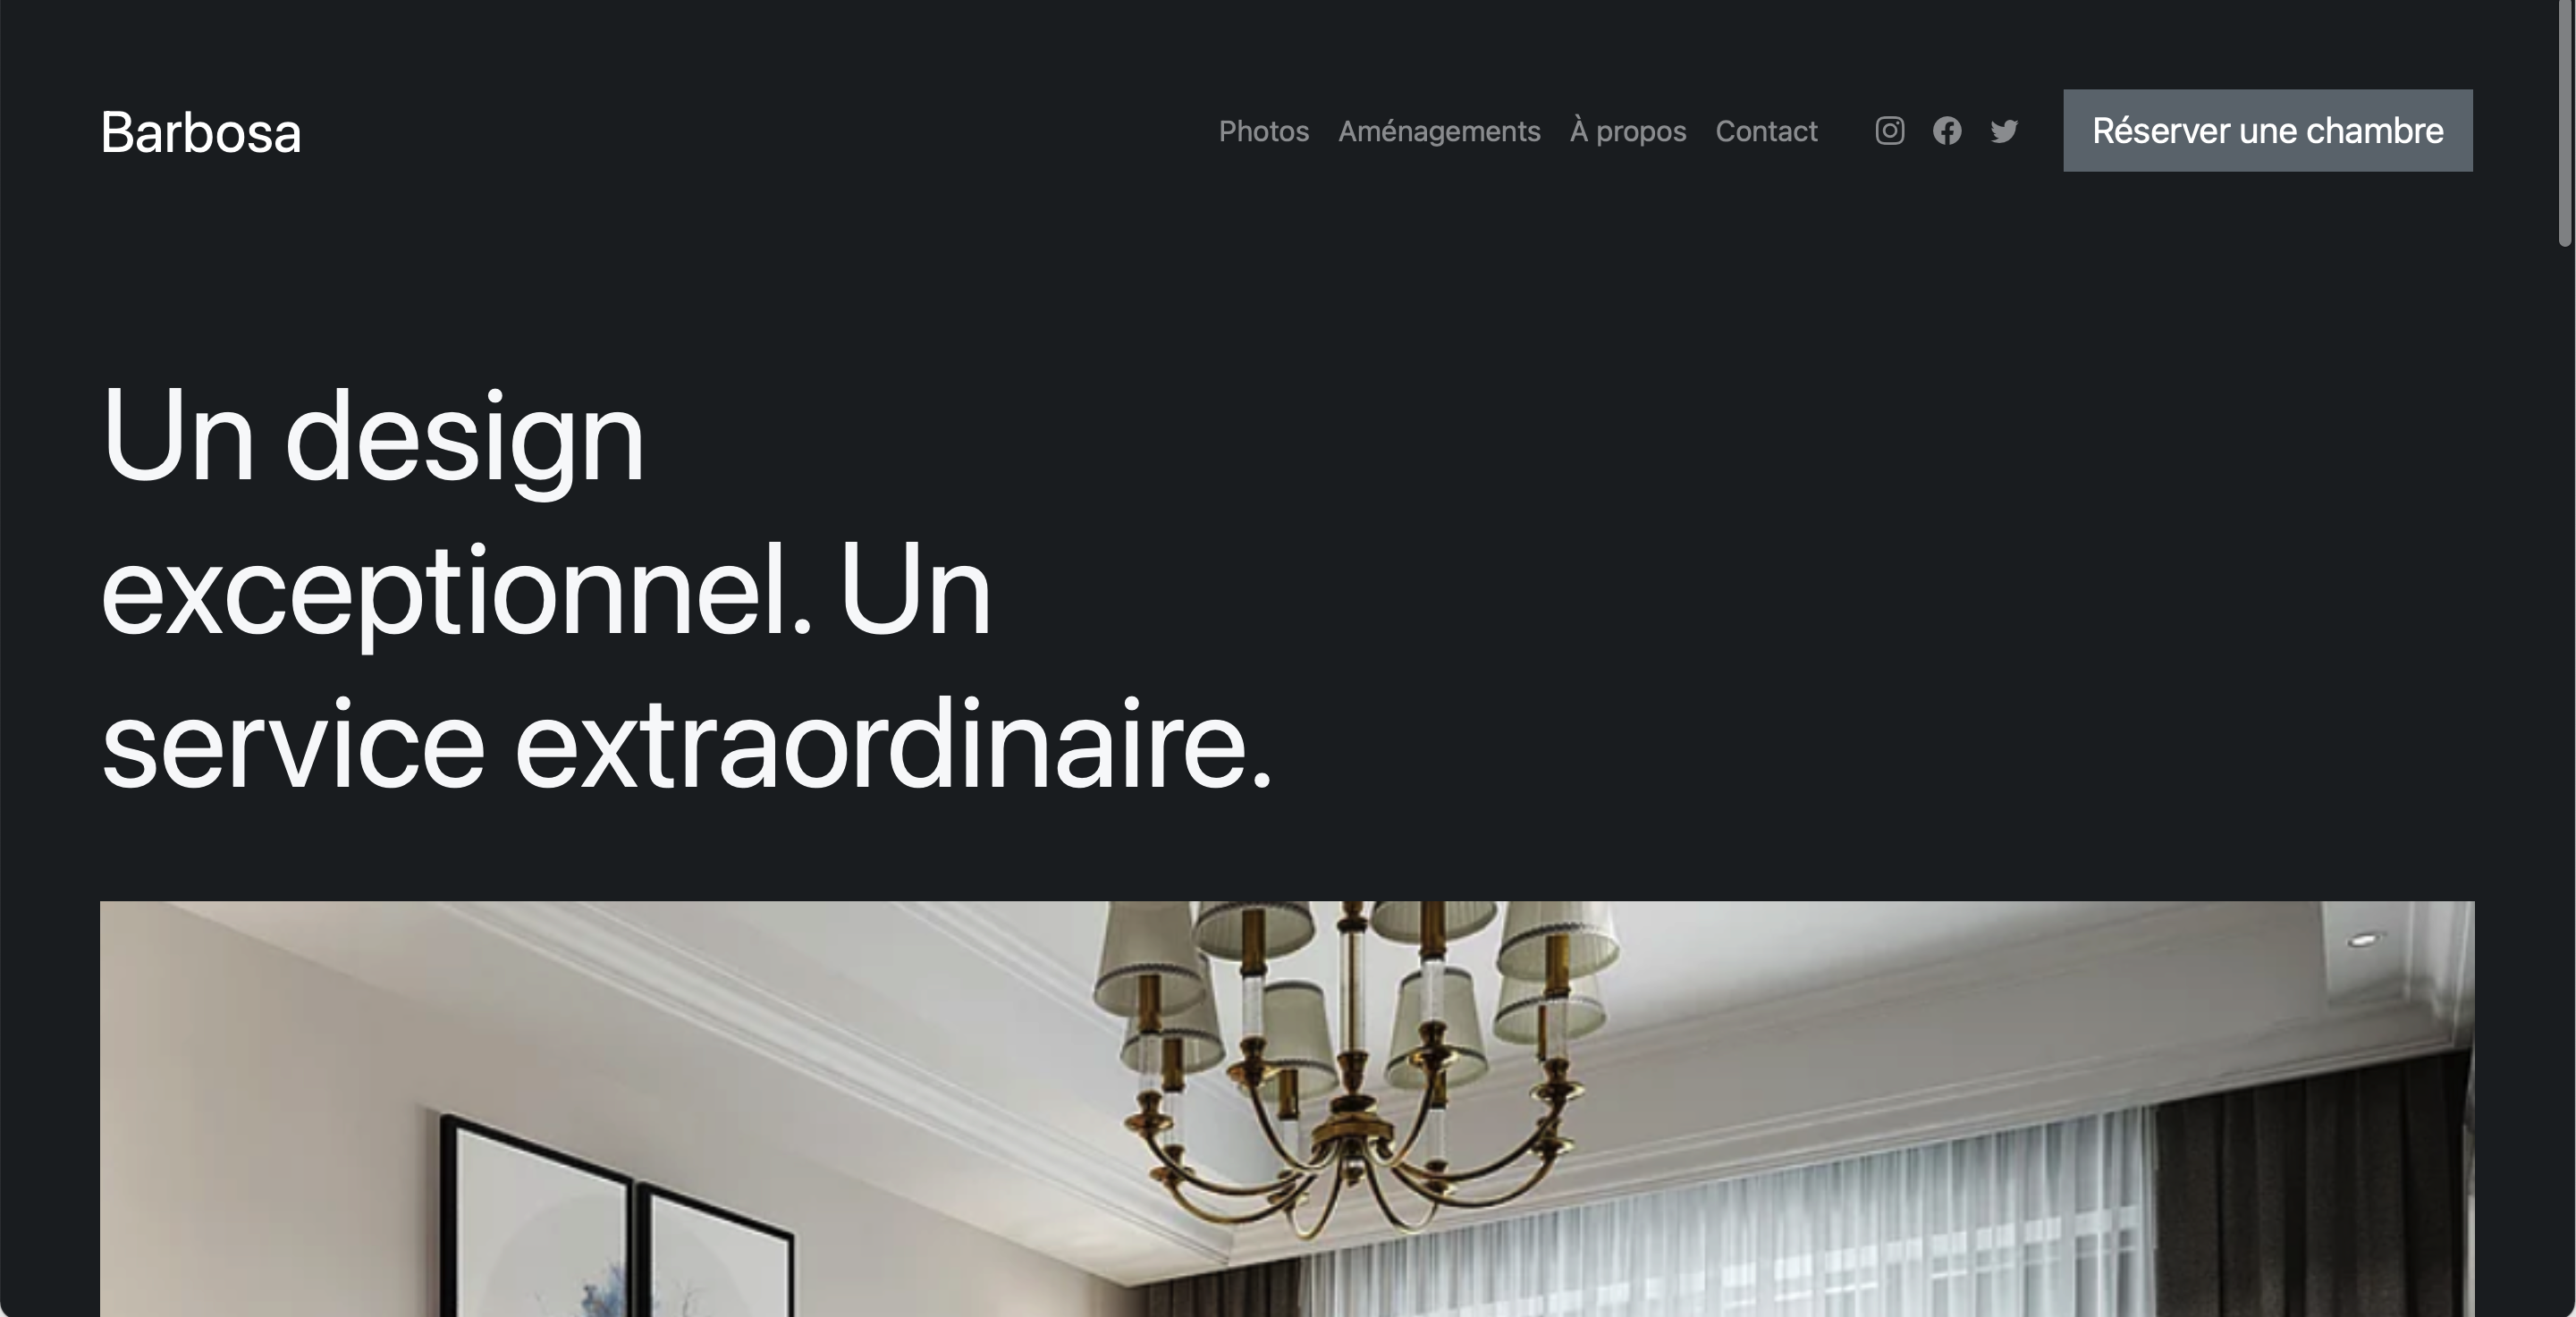 Barbosa
Photos Aménagements À propos Contact Réserver une chambre
Un design
exceptionnel. Un
service extraordinaire.